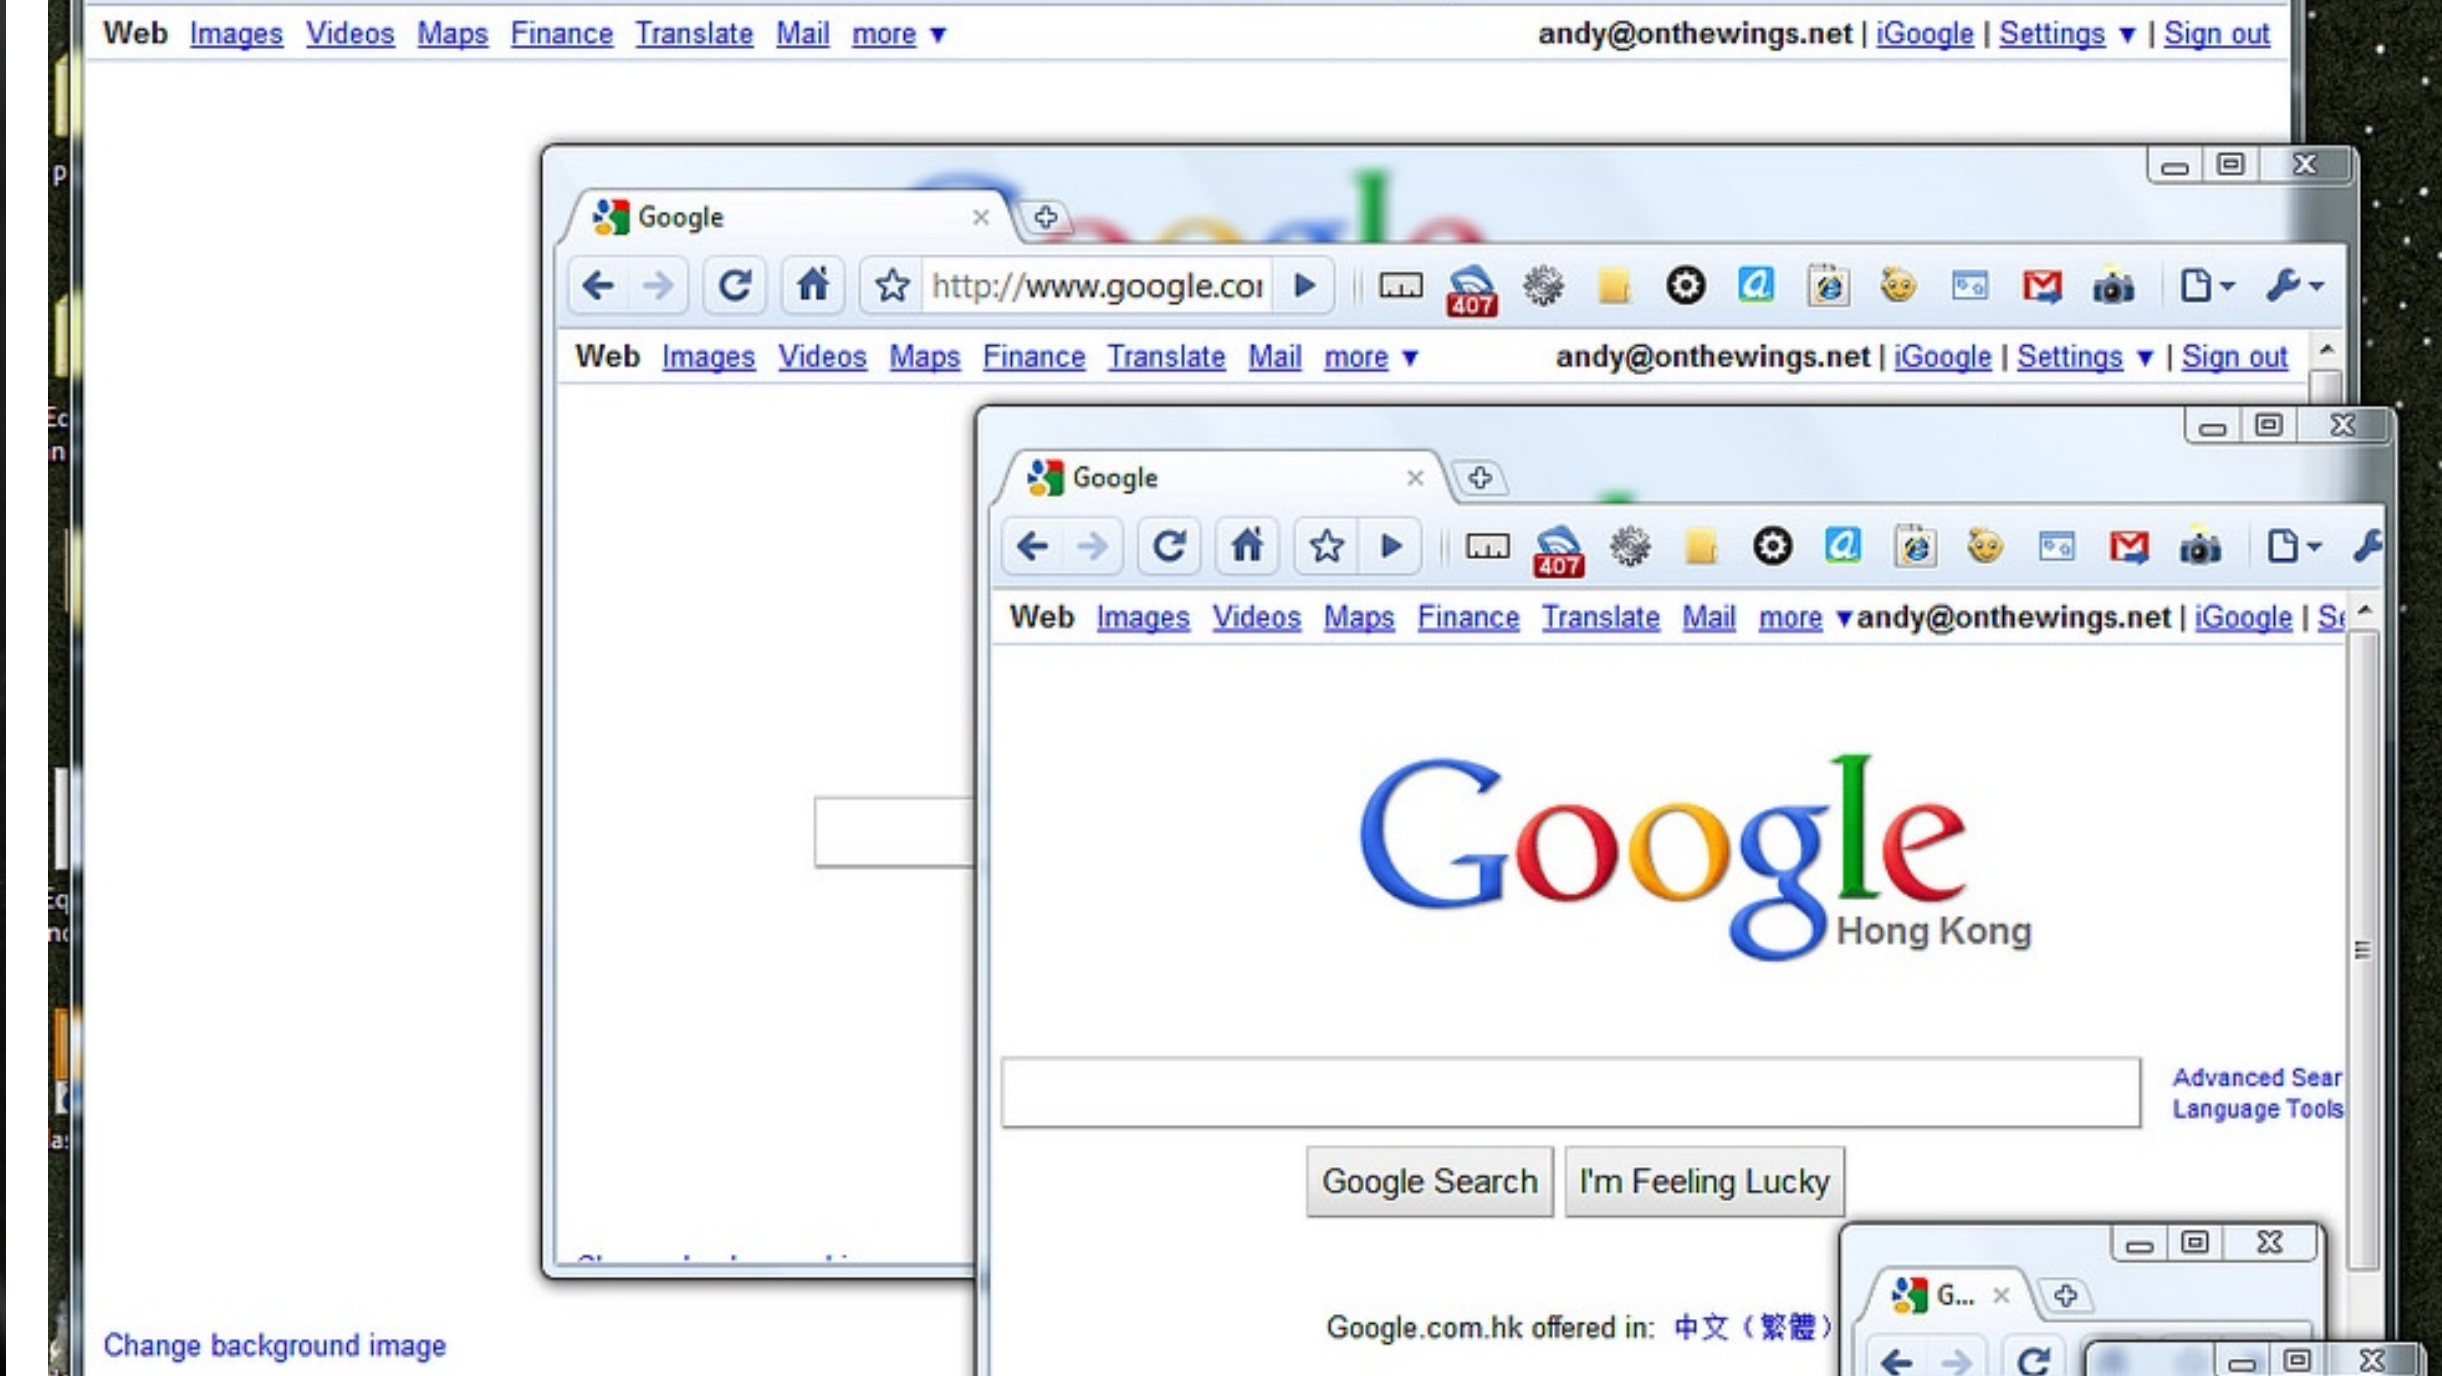 Web Images Videos Maps Finance Translate Mail more ▼ andy@onthewings.net | iGoogle | Settings ▼ | Sign out
Google
http://www.google.co
407
Web Images Videos Maps Finance Translate Mail more ▼ andy@onthewings.net | iGoogle | Settings ▼ | Sign out
Google
407
Web Images Videos Maps Finance Translate Mail more ▼ andy@onthewings.net | iGoogle | Se
Google
Hong Kong
Advanced Sear
Language Tools
Google Search I'm Feeling Lucky
G...
Google.com.hk offered in: 中文（繁體）
Change background image